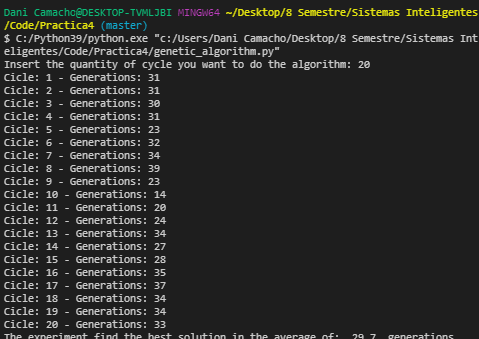 Dani Camacho@DESKTOP-TVMLJBI MINGW64 ~/Desktop/8 Semestre/Sistemas Inteligentes
/Code/Practica4 (master)
$ C:/Python39/python.exe "c:/Users/Dani Camacho/Desktop/8 Semestre/Sistemas Int
eligentes/Code/Practica4/genetic_algorithm.py"
Insert the quantity of cycle you want to do the algorithm: 20
Cicle: 1 - Generations: 31
Cicle: 2 - Generations: 31
Cicle: 3 - Generations: 30
Cicle: 4 - Generations: 31
Cicle: 5 - Generations: 23
Cicle: 6 - Generations: 32
Cicle: 7 - Generations: 34
Cicle: 8 - Generations: 39
Cicle: 9 - Generations: 23
Cicle: 10 - Generations: 14
Cicle: 11 - Generations: 20
Cicle: 12 - Generations: 24
Cicle: 13 - Generations: 34
Cicle: 14 - Generations: 27
Cicle: 15 - Generations: 28
Cicle: 16 - Generations: 35
Cicle: 17 - Generations: 37
Cicle: 18 - Generations: 34
Cicle: 19 - Generations: 34
Cicle: 20 - Generations: 33
The experiment find the best solution in the average of:  29.7  generations